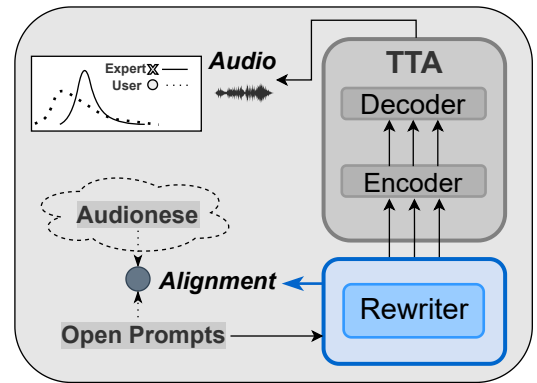 Expert
User
Audio
TTA
Decoder
Encoder
Audionese
Alignment
Rewriter
Open Prompts